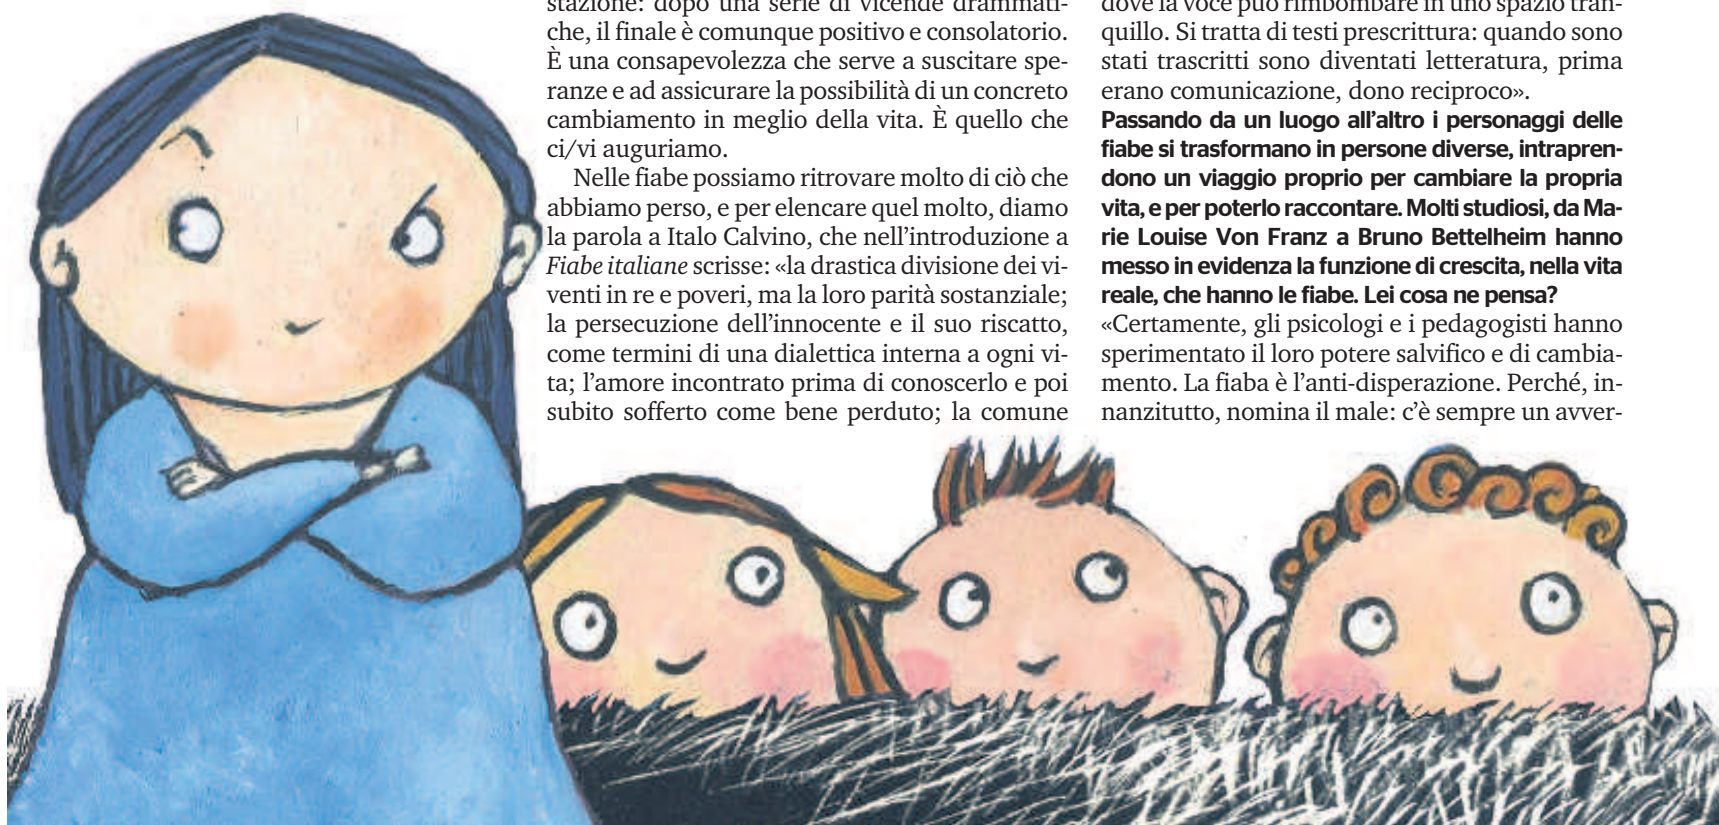 stazione: dopo una serie di vicende drammati-
che, il finale è comunque positivo e consolatorio.
È una consapevolezza che serve a suscitare spe-
ranze e ad assicurare la possibilità di un concreto
cambiamento in meglio della vita. È quello che
ci/vi auguriamo.
Nelle fiabe possiamo ritrovare molto di ciò che
abbiamo perso, e per elencare quel molto, diamo
la parola a Italo Calvino, che nell’introduzione a
Fiabe italiane scrisse: «la drastica divisione dei vi-
venti in re e poveri, ma la loro parità sostanziale;
la persecuzione dell’innocente e il suo riscatto,
come termini di una dialettica interna a ogni vi-
ta; l’amore incontrato prima di conoscerlo e poi
subito sofferto come bene perduto; la comune
dove la voce può rimbombare in uno spazio tran-
quillo. Si tratta di testi prescrittura: quando sono
stati trascritti sono diventati letteratura, prima
erano comunicazione, dono reciproco».
Passando da un luogo all’altro i personaggi delle
fiabe si trasformano in persone diverse, intrapren-
dono un viaggio proprio per cambiare la propria
vita, e per poterlo raccontare. Molti studiosi, da Ma-
rie Louise Von Franz a Bruno Bettelheim hanno
messo in evidenza la funzione di crescita, nella vita
reale, che hanno le fiabe. Lei cosa ne pensa?
«Certamente, gli psicologi e i pedagogisti hanno
sperimentato il loro potere salvifico e di cambia-
mento. La fiaba è l’anti-disperazione. Perché, in-
nanzitutto, nomina il male: c’è sempre un avver-